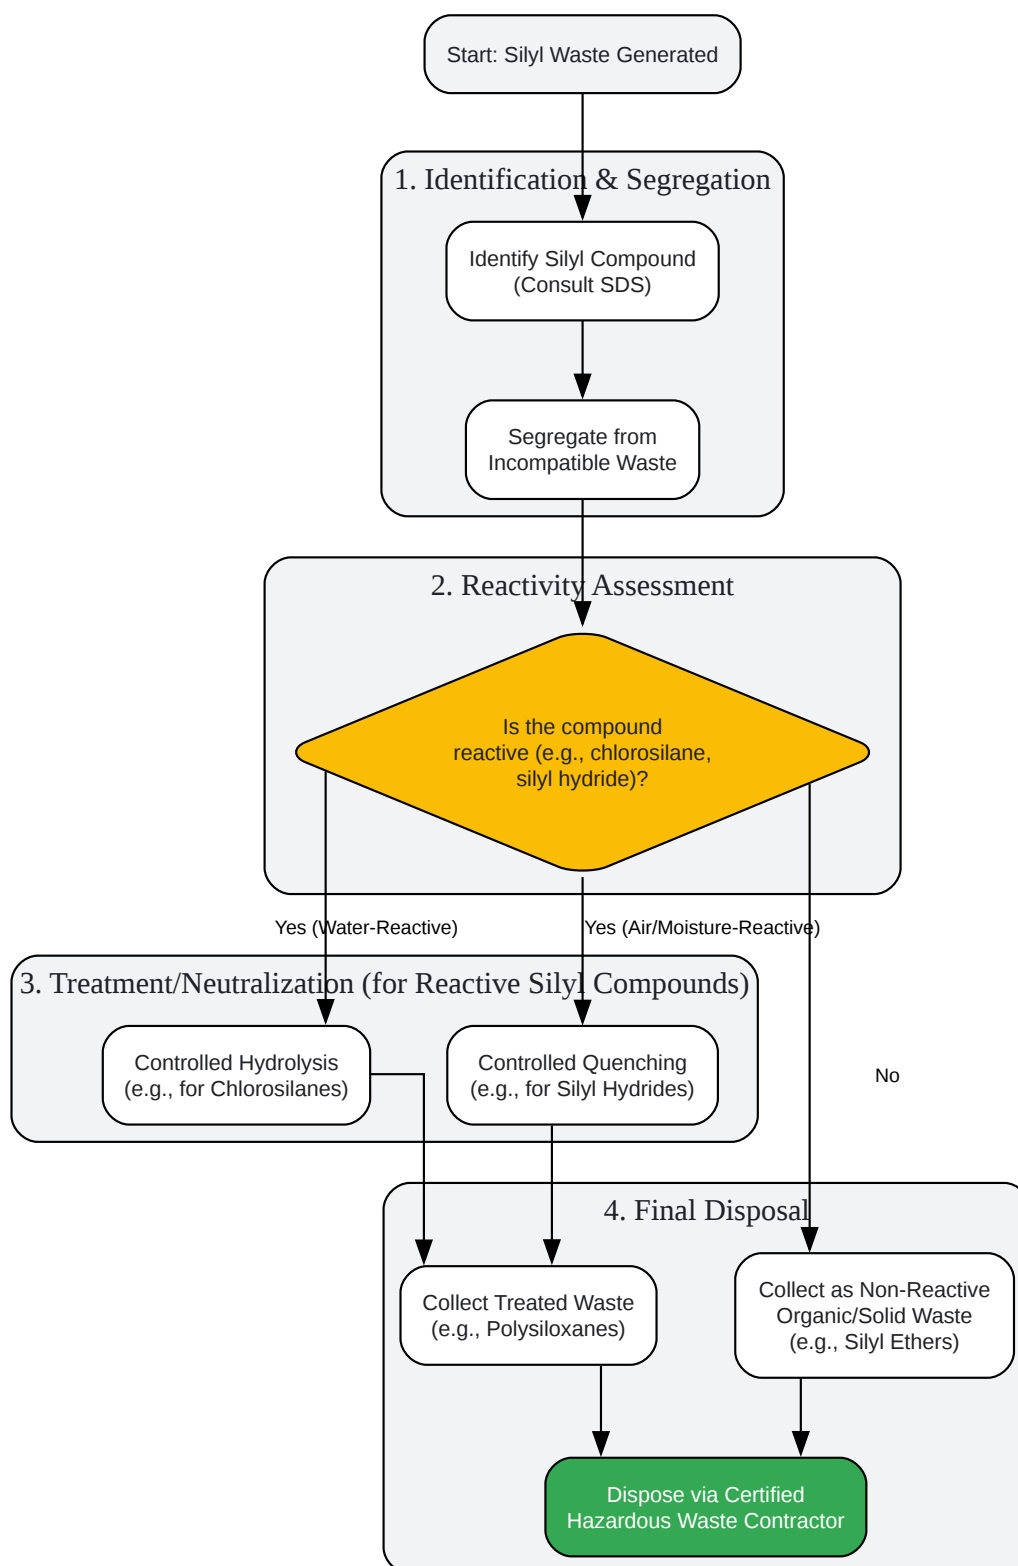 Start: Silyl Waste Generated
1. Identification & Segregation
Identify Silyl Compound
(Consult SDS)
Segregate from
Incompatible Waste
2. Reactivity Assessment
Is the compound
reactive (e.g., chlorosilane,
silyl hydride)?
Yes (Water-Reactive)
Yes (Air/Moisture-Reactive)
3. Treatment/Neutralization (for Reactive Silyl Compounds)
Controlled Hydrolysis
(e.g., for Chlorosilanes)
Controlled Quenching
(e.g., for Silyl Hydrides)
No
4. Final Disposal
Collect Treated Waste
(e.g., Polysiloxanes)
Collect as Non-Reactive
Organic/Solid Waste
(e.g., Silyl Ethers)
Dispose via Certified
Hazardous Waste Contractor